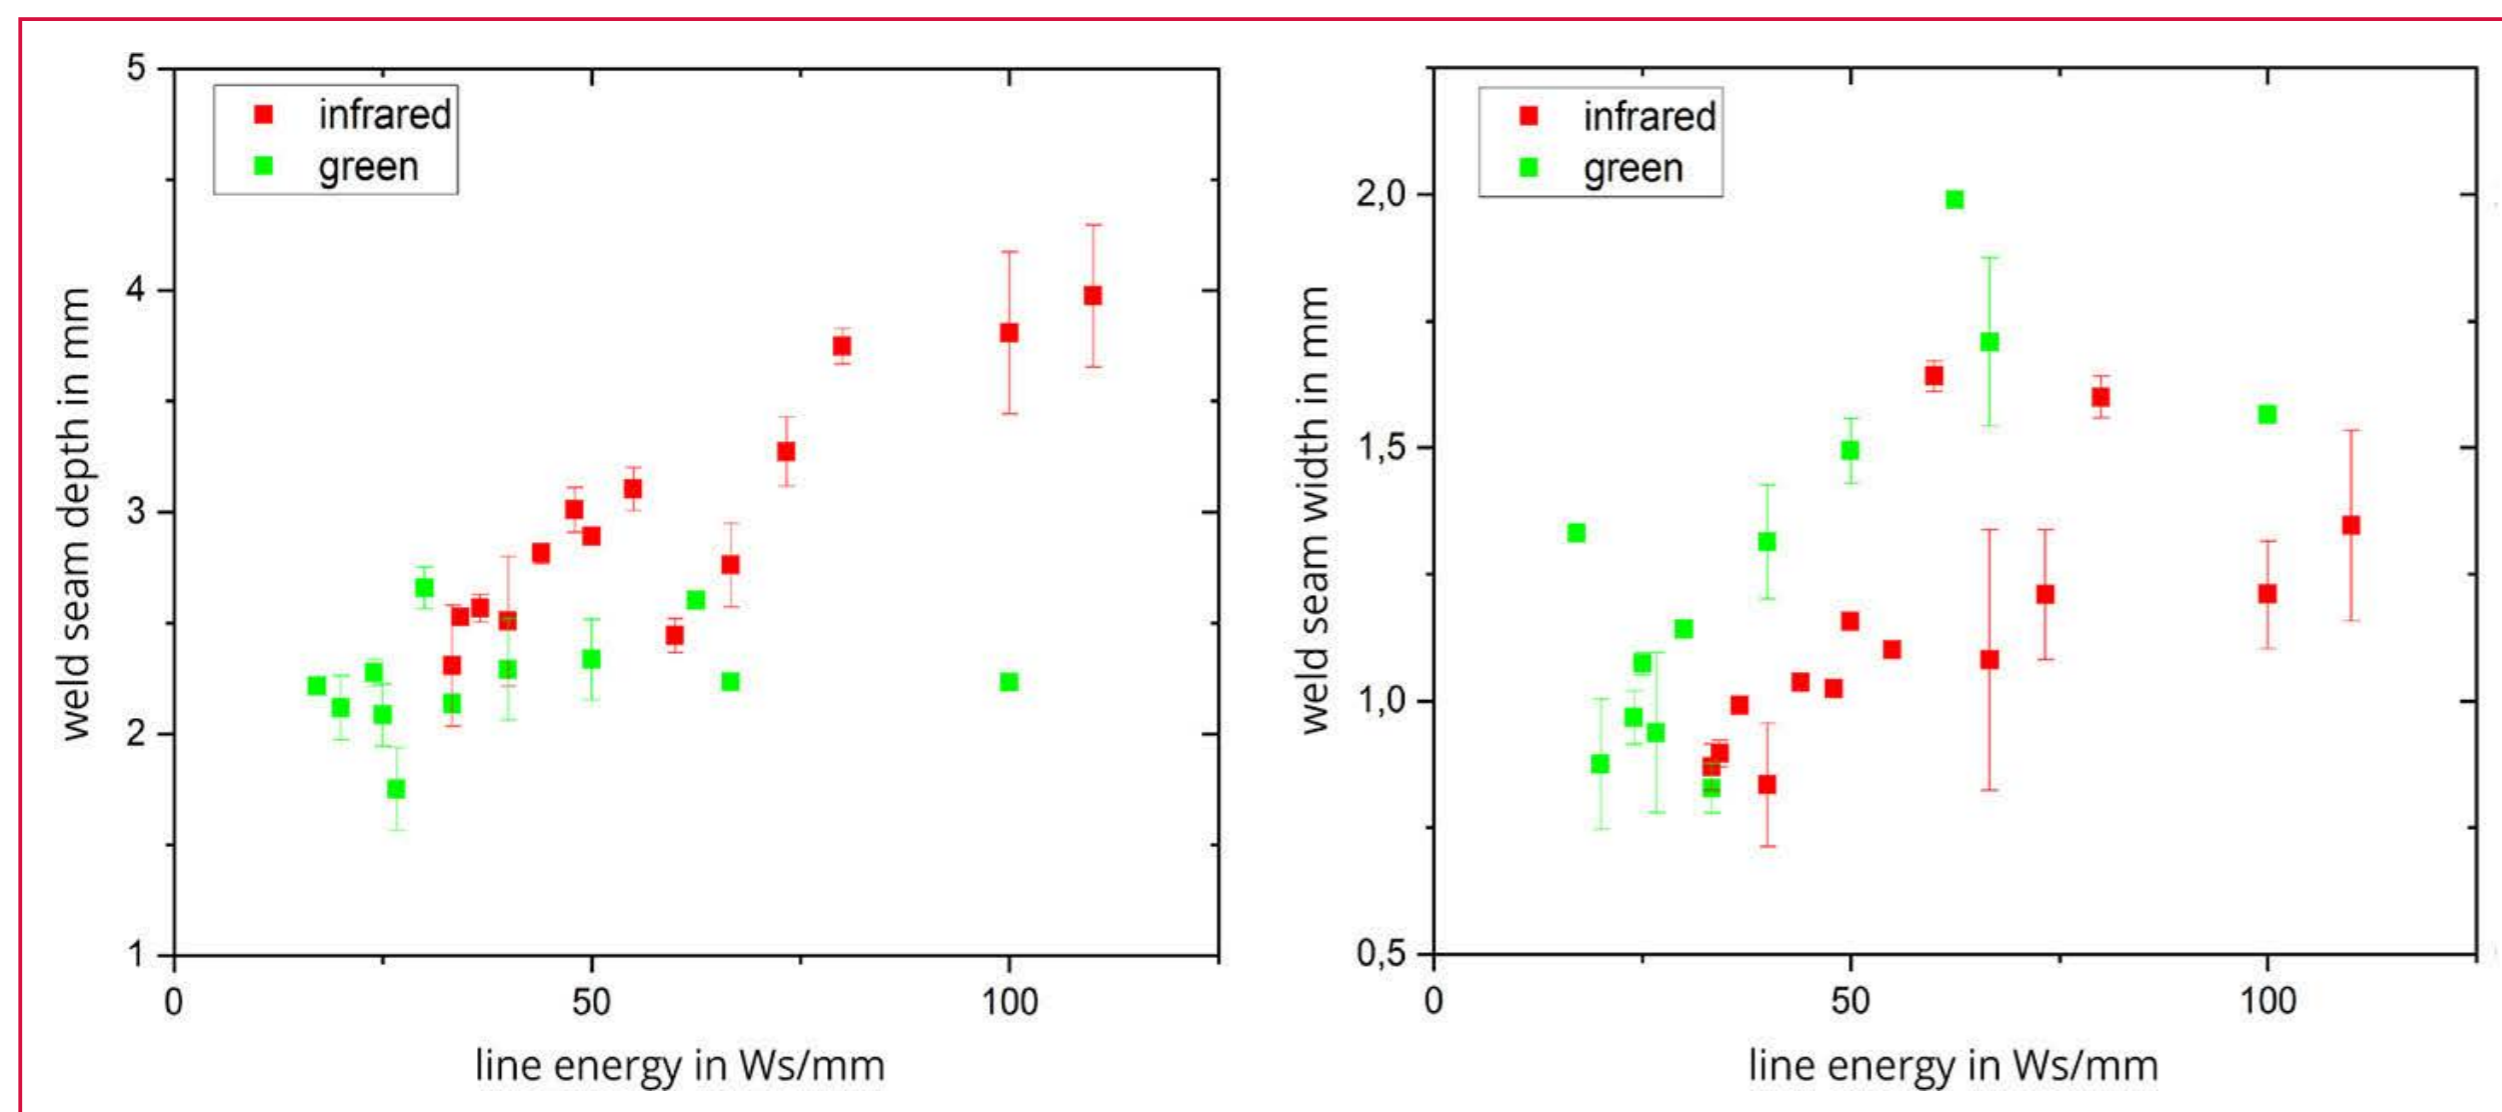 infrared
green
5
4
3
2
1
0
50
100
weld seam depth in mm
line energy in Ws/mm
infrared
green
2,0
1,5
1,0
0,5
0
50
100
weld seam width in mm
line energy in Ws/mm